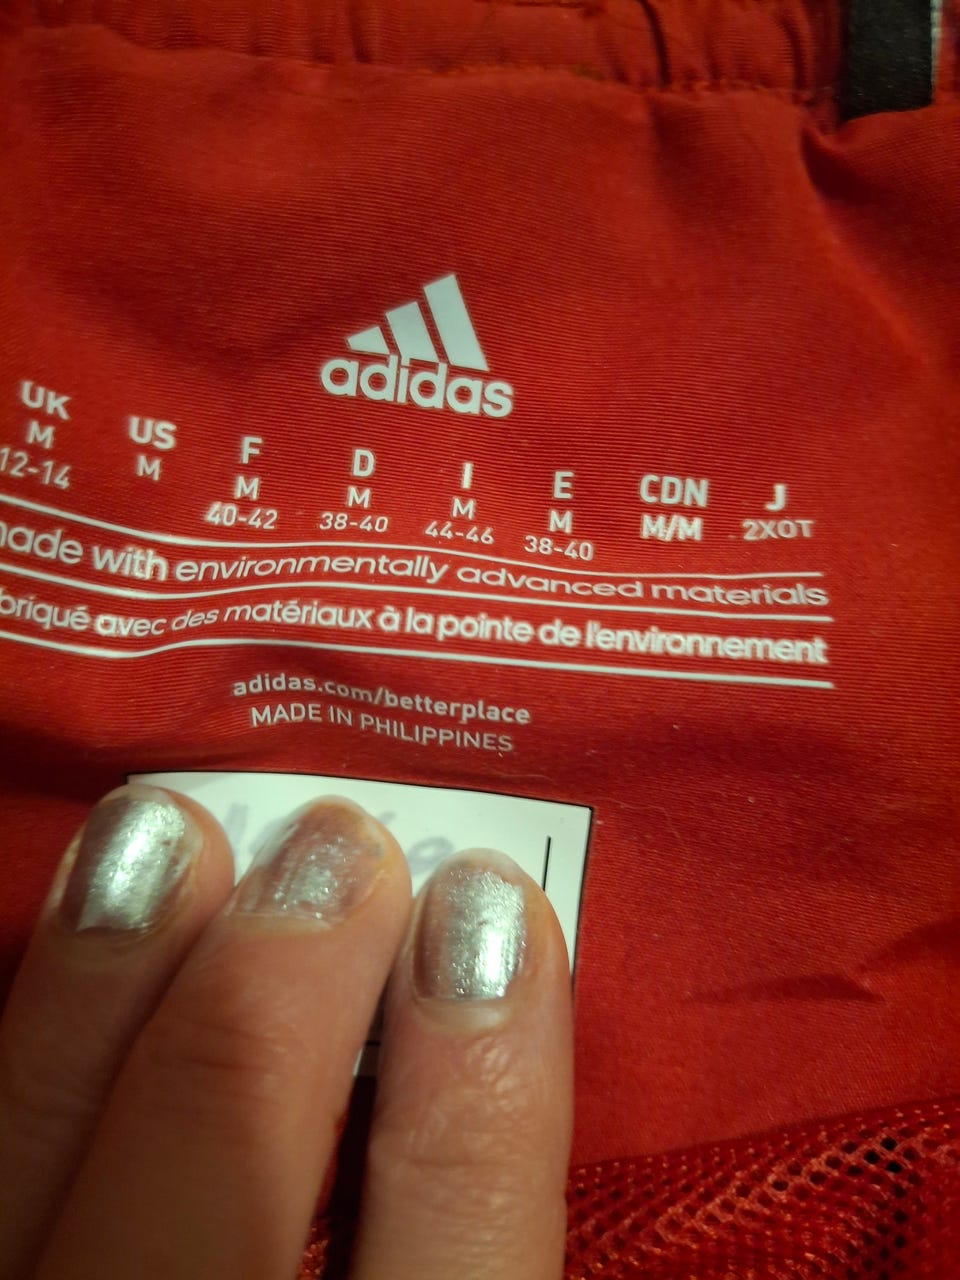 adidas
UK US F D I E CDN J
M M M M M M M/M 2XOT
12-14 40-42 38-40 44-46 38-40
made with environmentally advanced materials
briqué avec des matériaux à la pointe de l'environnement
adidas.com/betterplace
MADE IN PHILIPPINES